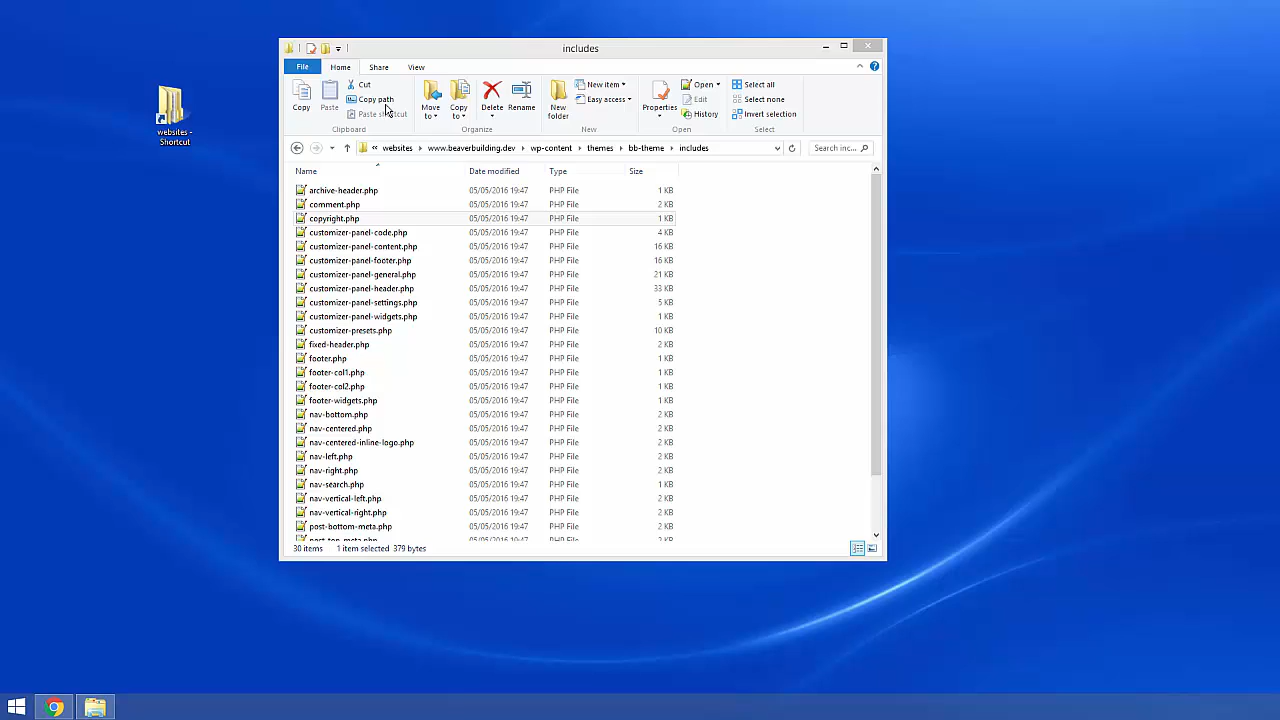 websites -
Shortcut
includes
File Home Share View
Copy
Paste
Cut
Copy path
Paste shortcut
Clipboard
Move to
Copy to
Delete
Rename
Organize
New folder
New item
Easy access
New
Properties
Open
Edit
History
Open
Select all
Select none
Invert selection
Select
« websites www.beaverbuilding.dev wp-content themes bb-theme includes
Search inc...
Name Date modified Type Size
archive-header.php 05/05/2016 19:47 PHP File 1 KB
comment.php 05/05/2016 19:47 PHP File 2 KB
copyright.php 05/05/2016 19:47 PHP File 1 KB
customizer-panel-code.php 05/05/2016 19:47 PHP File 4 KB
customizer-panel-content.php 05/05/2016 19:47 PHP File 16 KB
customizer-panel-footer.php 05/05/2016 19:47 PHP File 16 KB
customizer-panel-general.php 05/05/2016 19:47 PHP File 21 KB
customizer-panel-header.php 05/05/2016 19:47 PHP File 33 KB
customizer-panel-settings.php 05/05/2016 19:47 PHP File 5 KB
customizer-panel-widgets.php 05/05/2016 19:47 PHP File 1 KB
customizer-presets.php 05/05/2016 19:47 PHP File 10 KB
fixed-header.php 05/05/2016 19:47 PHP File 2 KB
footer.php 05/05/2016 19:47 PHP File 1 KB
footer-col1.php 05/05/2016 19:47 PHP File 1 KB
footer-col2.php 05/05/2016 19:47 PHP File 1 KB
footer-widgets.php 05/05/2016 19:47 PHP File 1 KB
nav-bottom.php 05/05/2016 19:47 PHP File 2 KB
nav-centered.php 05/05/2016 19:47 PHP File 2 KB
nav-centered-inline-logo.php 05/05/2016 19:47 PHP File 2 KB
nav-left.php 05/05/2016 19:47 PHP File 2 KB
nav-right.php 05/05/2016 19:47 PHP File 2 KB
nav-search.php 05/05/2016 19:47 PHP File 1 KB
nav-vertical-left.php 05/05/2016 19:47 PHP File 2 KB
nav-vertical-right.php 05/05/2016 19:47 PHP File 2 KB
post-bottom-meta.php 05/05/2016 19:47 PHP File 2 KB
post-top-meta.php 05/05/2016 19:47 PHP File 2 KB
30 items 1 item selected 379 bytes